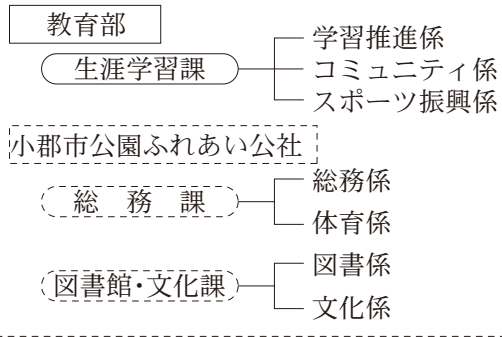 教育部
生涯学習課
学習推進係
コミュニティ係
スポーツ振興係
小郡市公園ふれあい公社
総務課
総務係
体育係
図書館・文化課
図書係
文化係